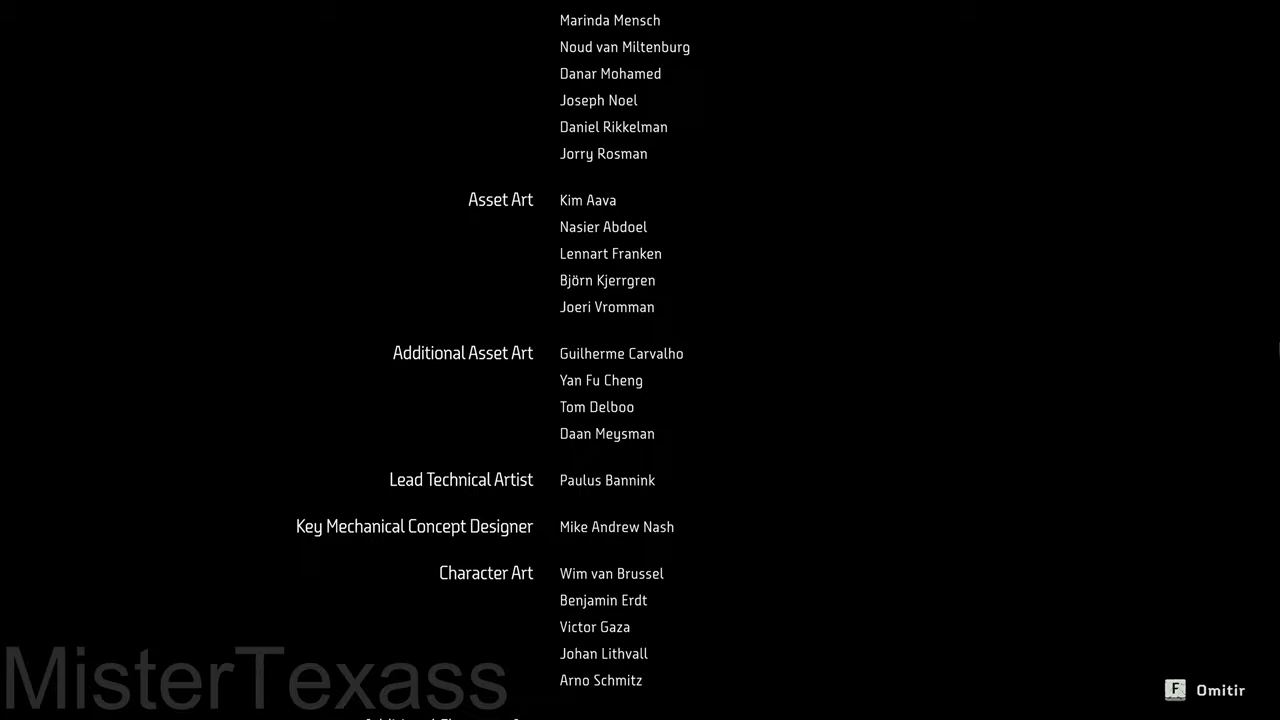 Marinda Mensch
Noud van Miltenburg
Danar Mohamed
Joseph Noel
Daniel Rikkelman
Jorry Rosman
Asset Art Kim Aava
Nasier Abdoel
Lennart Franken
Björn Kjerrgren
Joeri Vromman
Additional Asset Art Guilherme Carvalho
Yan Fu Cheng
Tom Delboo
Daan Meysman
Lead Technical Artist Paulus Bannink
Key Mechanical Concept Designer Mike Andrew Nash
Character Art Wim van Brussel
Benjamin Erdt
Victor Gaza
Johan Lithvall
Arno Schmitz
MisterTexass
F Omitir